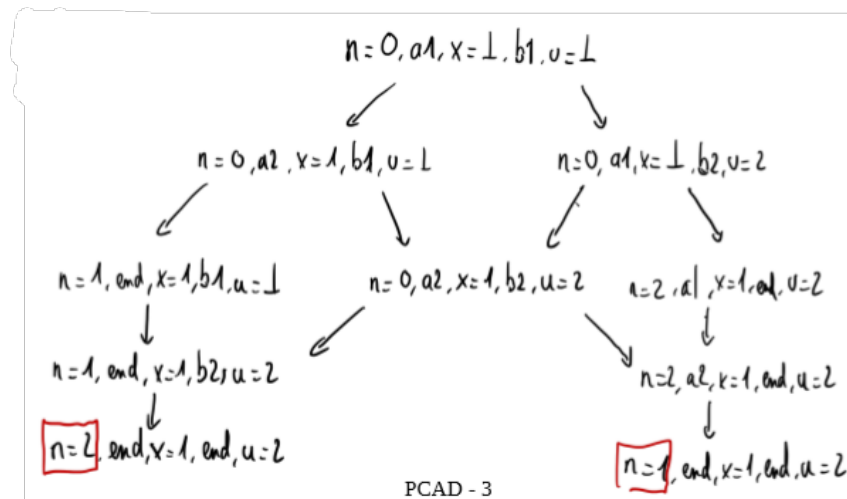 n=0, a1, x=⊥, b1, u=⊥
n=0, a2, x=1, b1, u=⊥
n=0, a1, x=⊥, b2, u=2
n=1, end, x=1, b1, u=⊥
n=0, a2, x=1, b2, u=2
n=2, a1, x=1, end, u=2
n=1, end, x=1, b2, u=2
n=2, a2, x=1, end, u=2
n=2, end, x=1, end, u=2
n=1, end, x=1, end, u=2
PCAD - 3